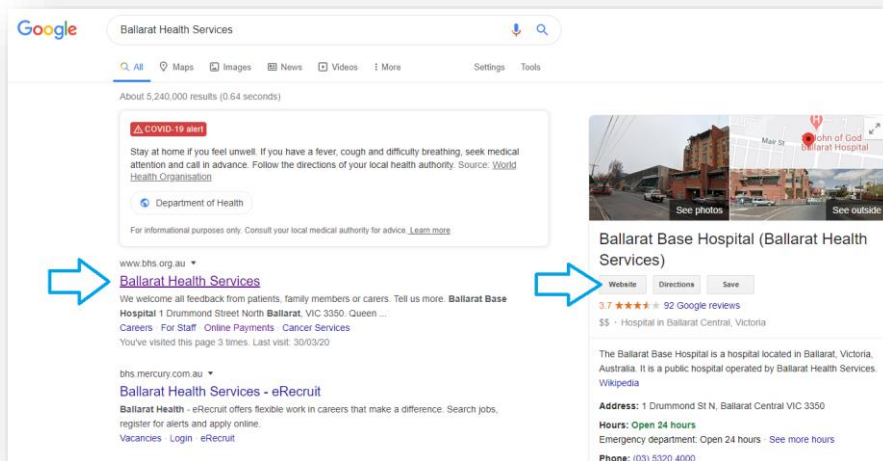 Google
Ballarat Health Services
All Maps Images News Videos More Settings Tools
About 5,240,000 results (0.64 seconds)
COVID-19 alert
Stay at home if you feel unwell. If you have a fever, cough and difficulty breathing, seek medical
attention and call in advance. Follow the directions of your local health authority. Source: World
Health Organisation
Department of Health
For informational purposes only. Consult your local medical authority for advice. Learn more
www.bhs.org.au
Ballarat Health Services
We welcome all feedback from patients, family members or carers. Tell us more. Ballarat Base
Hospital 1 Drummond Street North Ballarat, VIC 3350. Queen ...
Careers · For Staff · Online Payments · Cancer Services
You've visited this page 3 times. Last visit: 30/03/20
bhs.mercury.com.au
Ballarat Health Services - eRecruit
Ballarat Health - eRecruit offers flexible work in careers that make a difference. Search jobs,
register for alerts and apply online.
Vacancies · Login · eRecruit
Mair St
John of God
Ballarat Hospital
See photos
See outside
Ballarat Base Hospital (Ballarat Health
Services)
Website Directions Save
3.7 92 Google reviews
$$ · Hospital in Ballarat Central, Victoria
The Ballarat Base Hospital is a hospital located in Ballarat, Victoria,
Australia. It is a public hospital operated by Ballarat Health Services.
Wikipedia
Address: 1 Drummond St N, Ballarat Central VIC 3350
Hours: Open 24 hours
Emergency department: Open 24 hours · See more hours
Phone: (03) 5320 4000